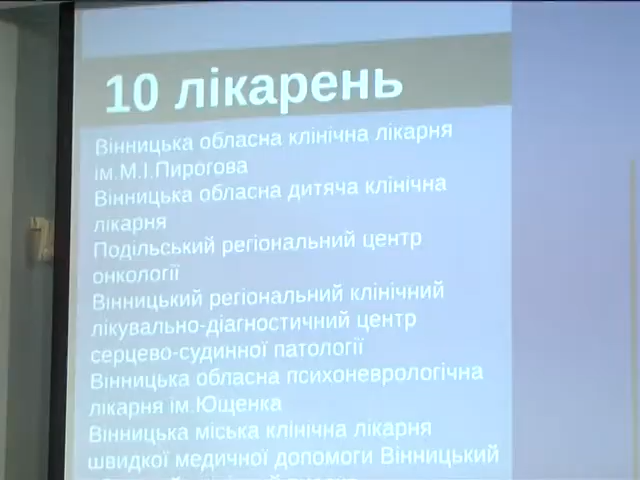 10 лікарень
Вінницька обласна клінічна лікарня
ім.М.І.Пирогова
Вінницька обласна дитяча клінічна
лікарня
Подільський регіональний центр
онкології
Вінницький регіональний клінічний
лікувально-діагностичний центр
серцево-судинної патології
Вінницька обласна психоневрологічна
лікарня ім.Ющенка
Вінницька міська клінічна лікарня
швидкої медичної допомоги Вінницький